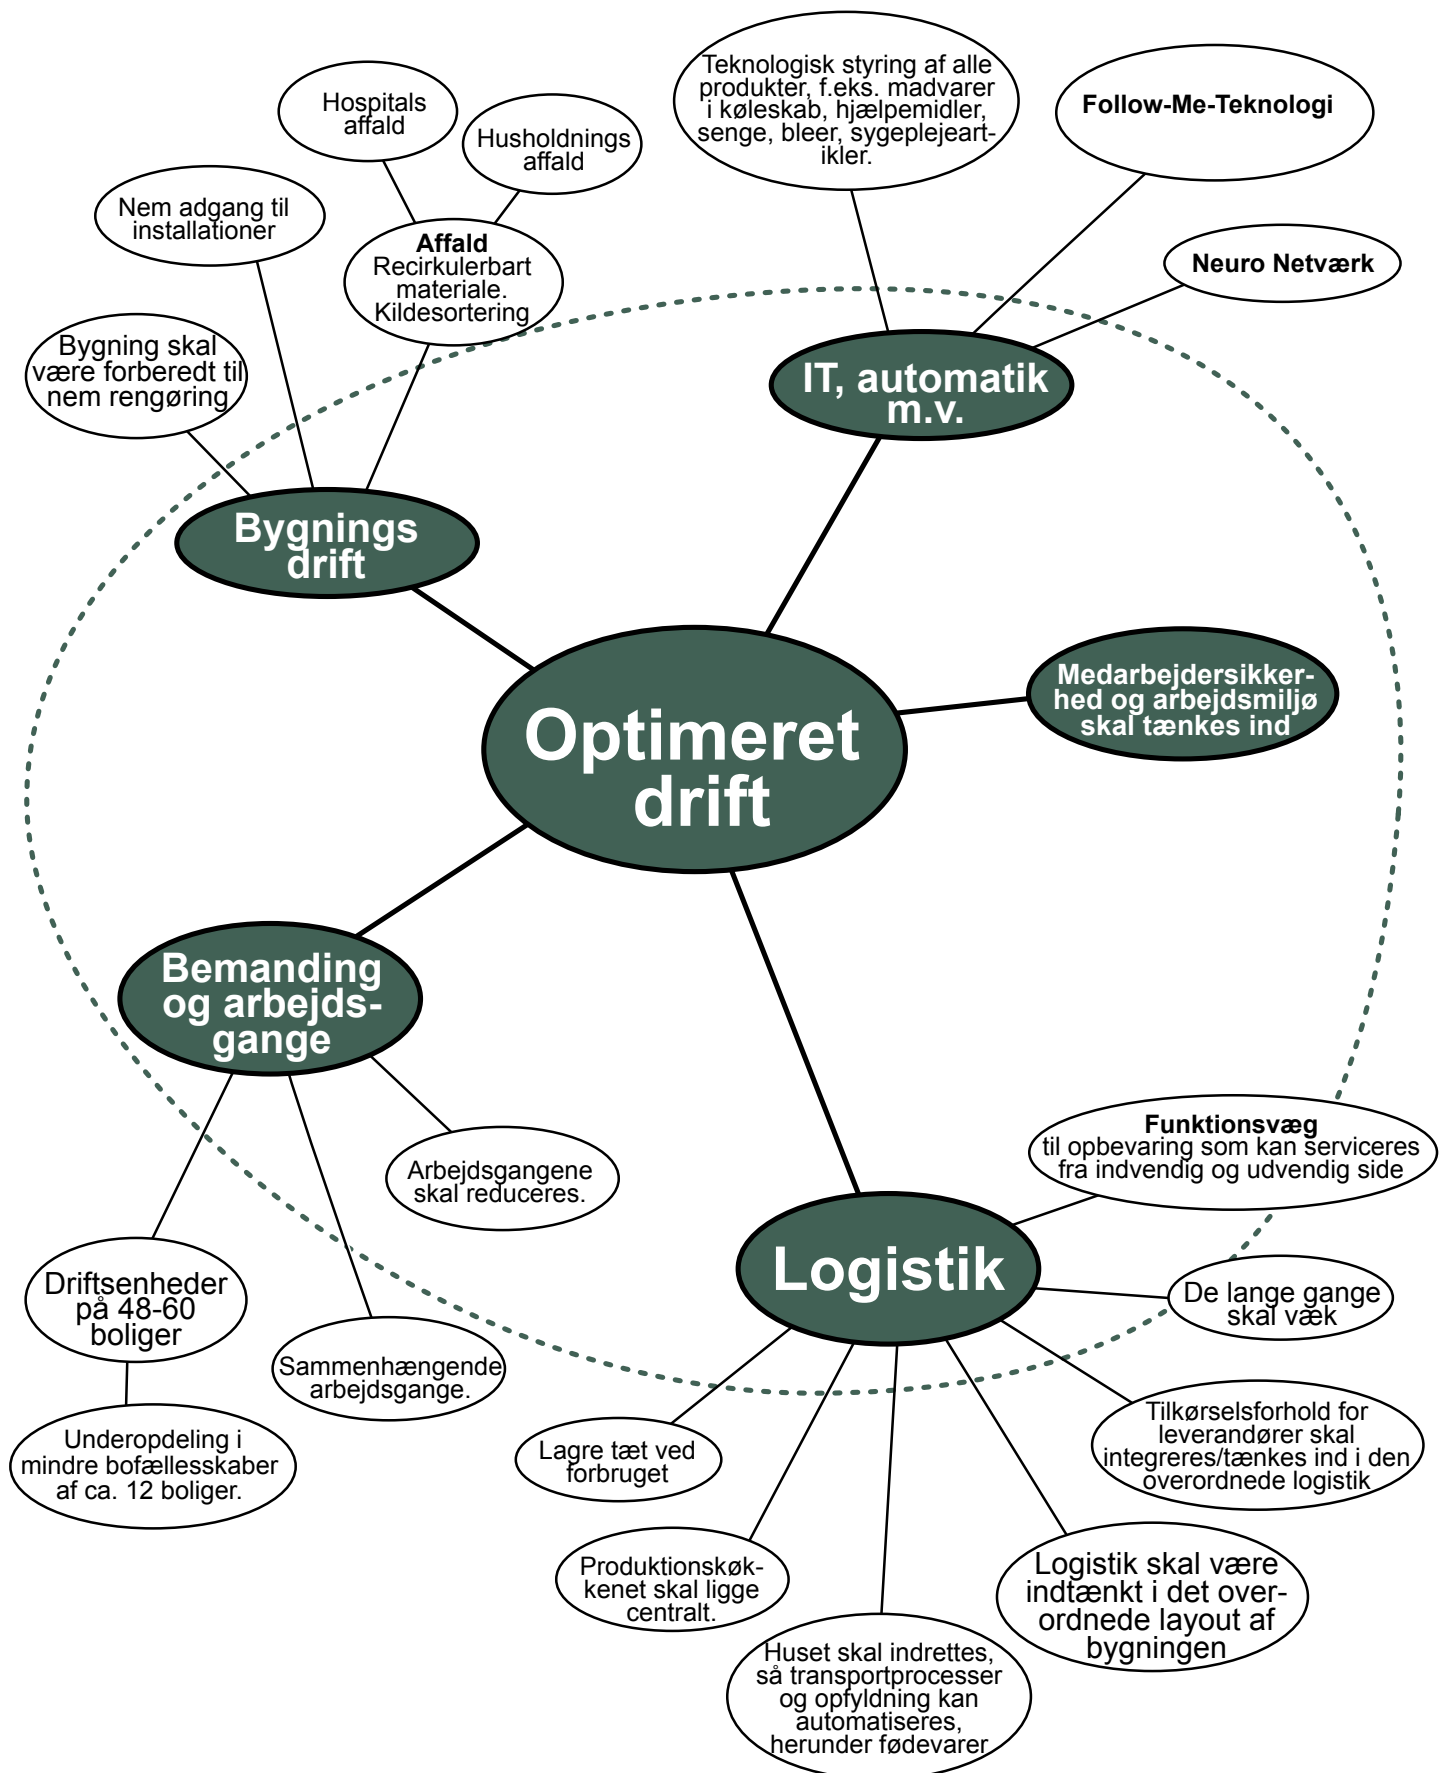 Teknologisk styring af alle
produkter, f.eks. madvarer
i køleskab, hjælpemidler,
senge, bleer, sygeplejeart-
ikler.
Follow-Me-Teknologi
Hospitals
affald
Husholdnings
affald
Nem adgang til
installationer
Affald
Recirkulerbart
materiale.
Kildesortering
Neuro Netværk
Bygning skal
være forberedt til
nem rengøring
IT, automatik
m.v.
Bygnings
drift
Medarbejdersikker-
hed og arbejdsmiljø
skal tænkes ind
Optimeret
drift
Bemanding
og arbejds-
gange
Arbejdsgangene
skal reduceres.
Funktionsvæg
til opbevaring som kan serviceres
fra indvendig og udvendig side
Logistik
Driftsenheder
på 48-60
boliger
De lange gange
skal væk
Sammenhængende
arbejdsgange.
Underopdeling i
mindre bofællesskaber
af ca. 12 boliger.
Lagre tæt ved
forbruget
Tilkørselsforhold for
leverandører skal
integreres/tænkes ind i den
overordnede logistik
Produktionskøk-
kenet skal ligge
centralt.
Logistik skal være
indtænkt i det over-
ordnede layout af
bygningen
Huset skal indrettes,
så transportprocesser
og opfyldning kan
automatiseres,
herunder fødevarer